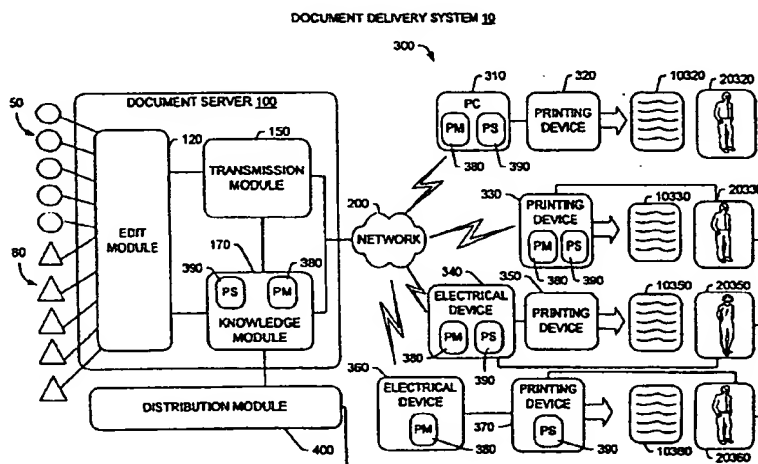 DOCUMENT DELIVERY SYSTEM 10
300
310
320
10320
20320
50
DOCUMENT SERVER 100
120
150
PC
PM
PS
380
390
PRINTING
DEVICE
TRANSMISSION
MODULE
EDIT
MODULE
200
NETWORK
330
PRINTING
DEVICE
PM
PS
380
390
10330
20330
80
170
390
380
PS
PM
KNOWLEDGE
MODULE
340
350
10350
20350
ELECTRICAL
DEVICE
PM
PS
380
390
PRINTING
DEVICE
360
ELECTRICAL
DEVICE
PM
380
370
PRINTING
DEVICE
PS
390
10360
20360
DISTRIBUTION MODULE
400